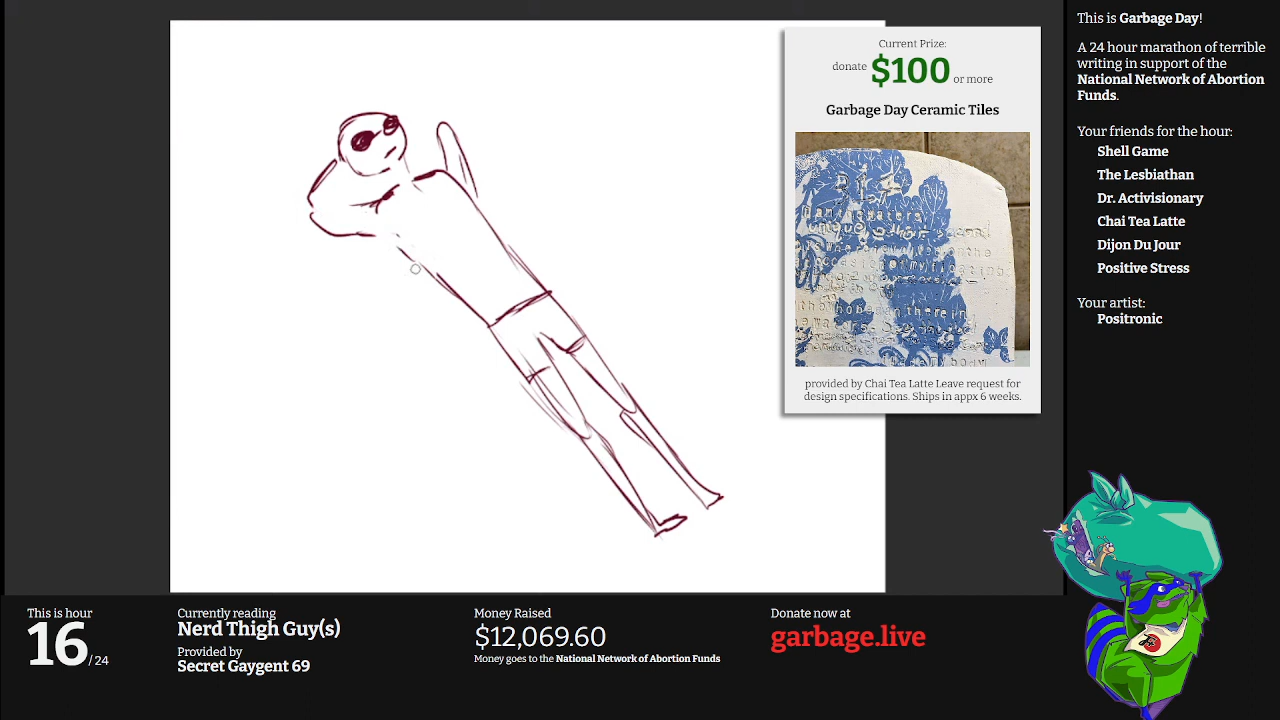 This is Garbage Day!
A 24 hour marathon of terrible
writing in support of the
National Network of Abortion
Funds.
Your friends for the hour:
Shell Game
The Lesbiathan
Dr. Activisionary
Chai Tea Latte
Dijon Du Jour
Positive Stress
Your artist:
Positronic
Current Prize:
donate $100 or more
Garbage Day Ceramic Tiles
provided by Chai Tea Latte Leave request for
design specifications. Ships in appx 6 weeks.
This is hour
16/24
Currently reading
Nerd Thigh Guy(s)
Provided by
Secret Gaygent 69
Money Raised
$12,069.60
Money goes to the National Network of Abortion Funds
Donate now at
garbage.live